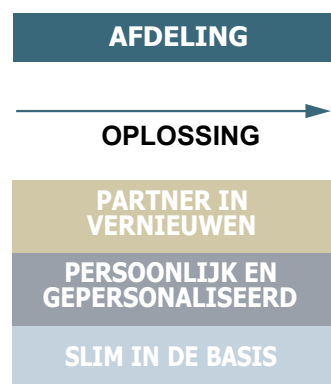 AFDELING
OPLOSSING
PARTNER IN
VERNIEUWEN
PERSOONLIJK EN
GEPERSONALISEERD
SLIM IN DE BASIS